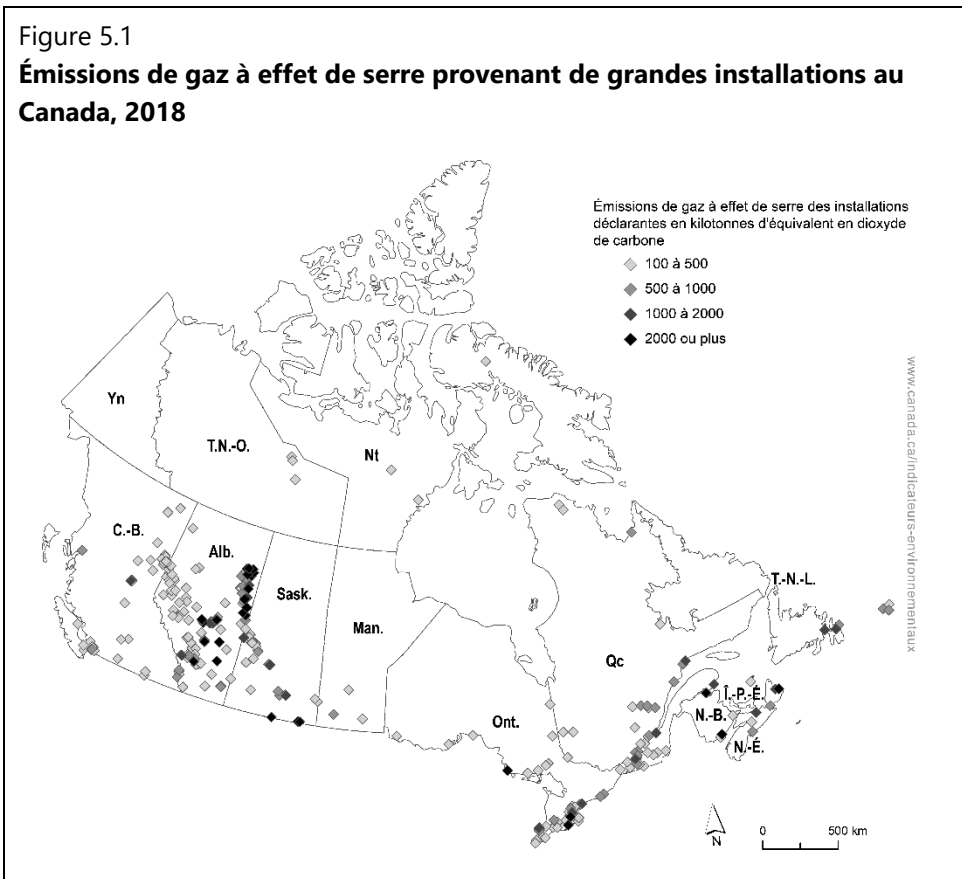 Figure 5.1
Émissions de gaz à effet de serre provenant de grandes installations au
Canada, 2018
Émissions de gaz à effet de serre des installations
déclarantes en kilotonnes d'équivalent en dioxyde
de carbone
100 à 500
500 à 1000
1000 à 2000
2000 ou plus
www.canada.ca/indicateurs-environnementaux
Yn
T.N.-O.
Nt
C.-B.
Alb.
Sask.
Man.
T.-N.-L.
Qc
Î.-P.-É.
N.-B.
Ont.
N.-É.
N
0 500 km